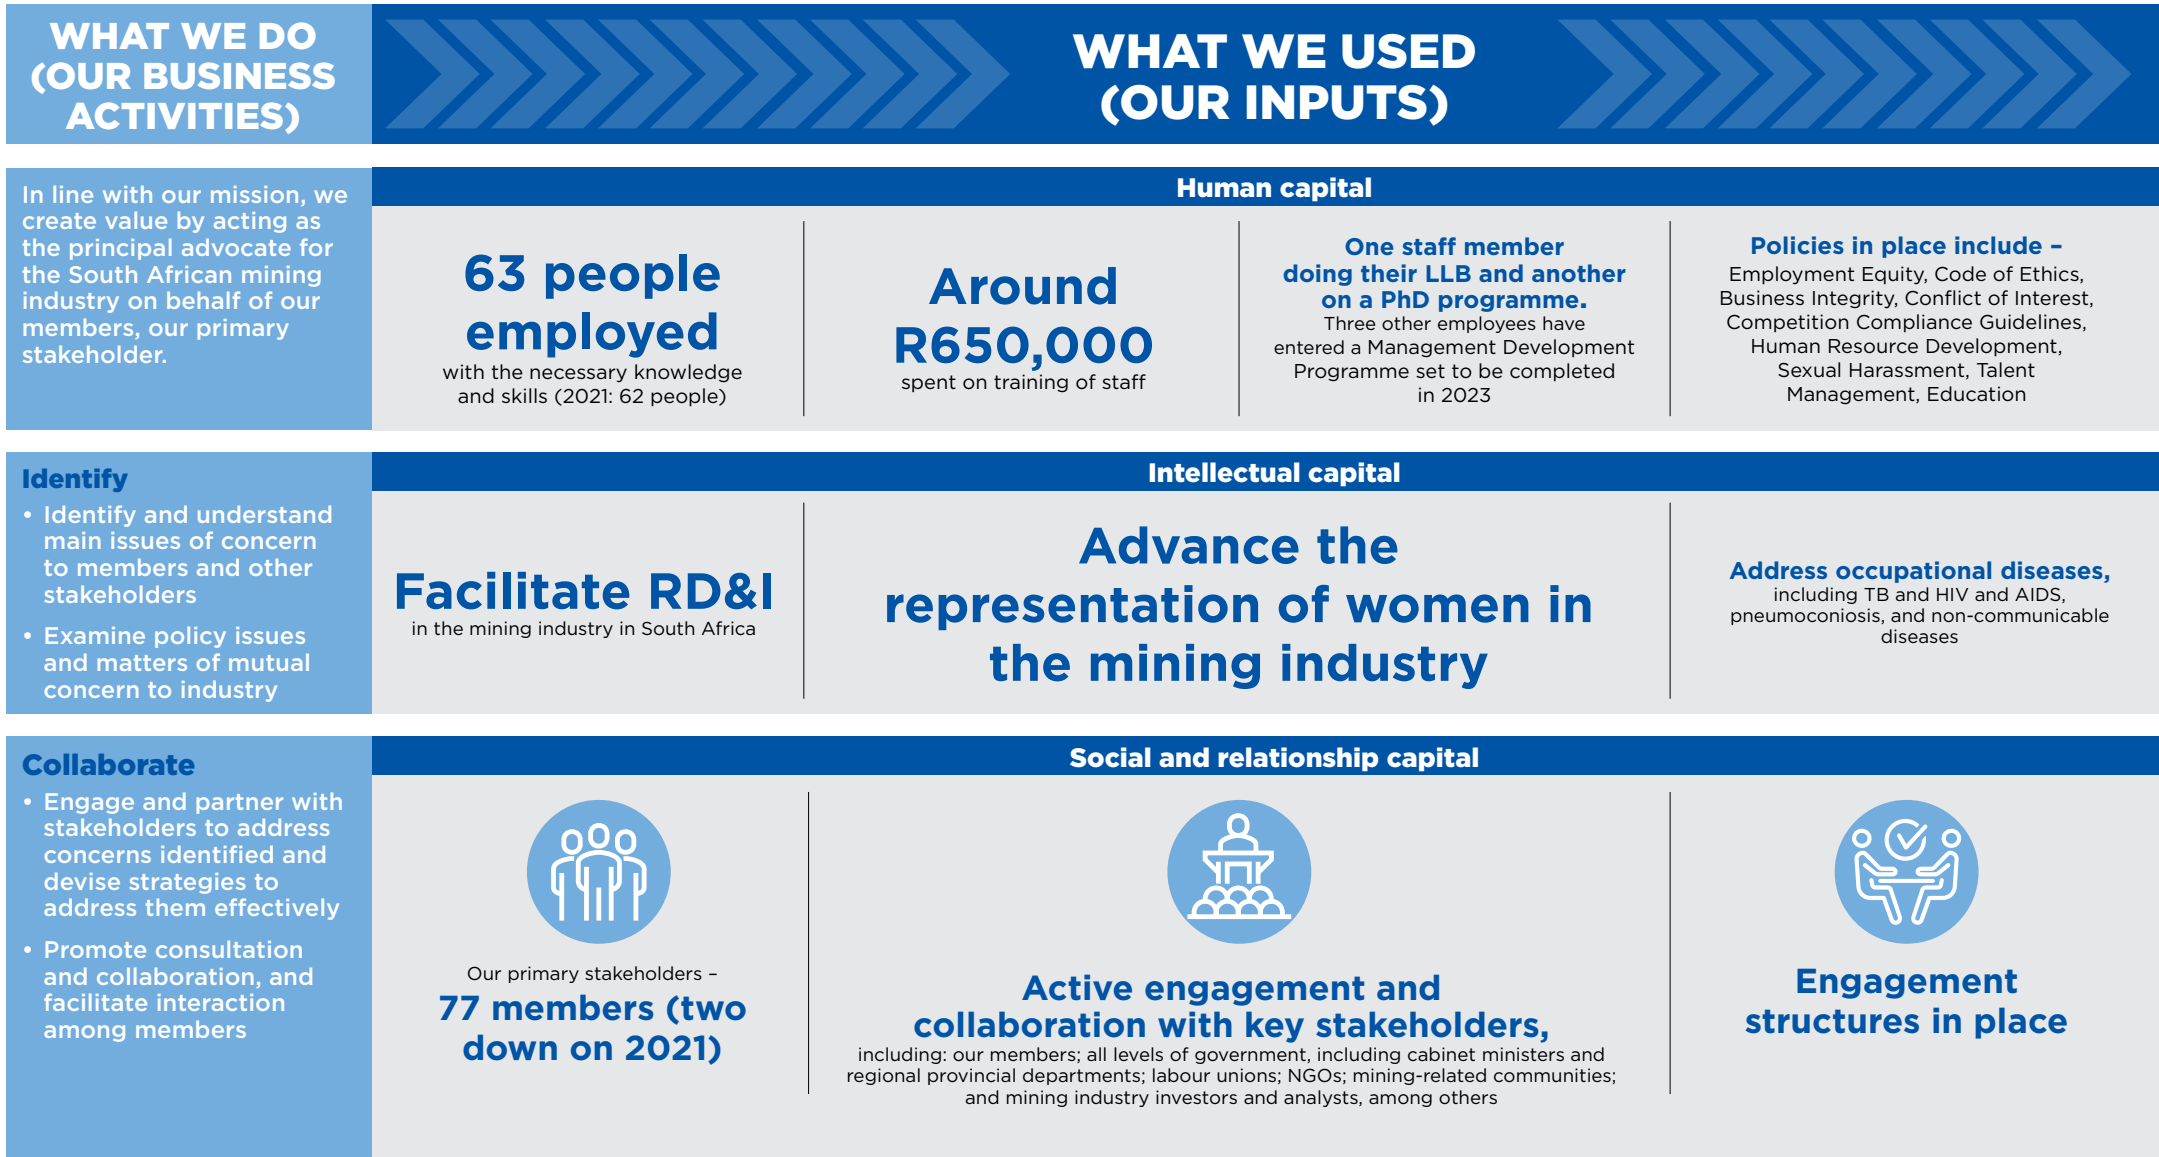 WHAT WE DO
(OUR BUSINESS
ACTIVITIES)
WHAT WE USED
(OUR INPUTS)
In line with our mission, we
create value by acting as
the principal advocate for
the South African mining
industry on behalf of our
members, our primary
stakeholder.
Human capital
63 people
employed
with the necessary knowledge
and skills (2021: 62 people)
Around
R650,000
spent on training of staff
One staff member
doing their LLB and another
on a PhD programme.
Three other employees have
entered a Management Development
Programme set to be completed
in 2023
Policies in place include –
Employment Equity, Code of Ethics,
Business Integrity, Conflict of Interest,
Competition Compliance Guidelines,
Human Resource Development,
Sexual Harassment, Talent
Management, Education
Identify
• Identify and understand
main issues of concern
to members and other
stakeholders
• Examine policy issues
and matters of mutual
concern to industry
Intellectual capital
Facilitate RD&I
in the mining industry in South Africa
Advance the
representation of women in
the mining industry
Address occupational diseases,
including TB and HIV and AIDS,
pneumoconiosis, and non-communicable
diseases
Collaborate
• Engage and partner with
stakeholders to address
concerns identified and
devise strategies to
address them effectively
• Promote consultation
and collaboration, and
facilitate interaction
among members
Social and relationship capital
Our primary stakeholders –
77 members (two
down on 2021)
Active engagement and
collaboration with key stakeholders,
including: our members; all levels of government, including cabinet ministers and
regional provincial departments; labour unions; NGOs; mining-related communities;
and mining industry investors and analysts, among others
Engagement
structures in place